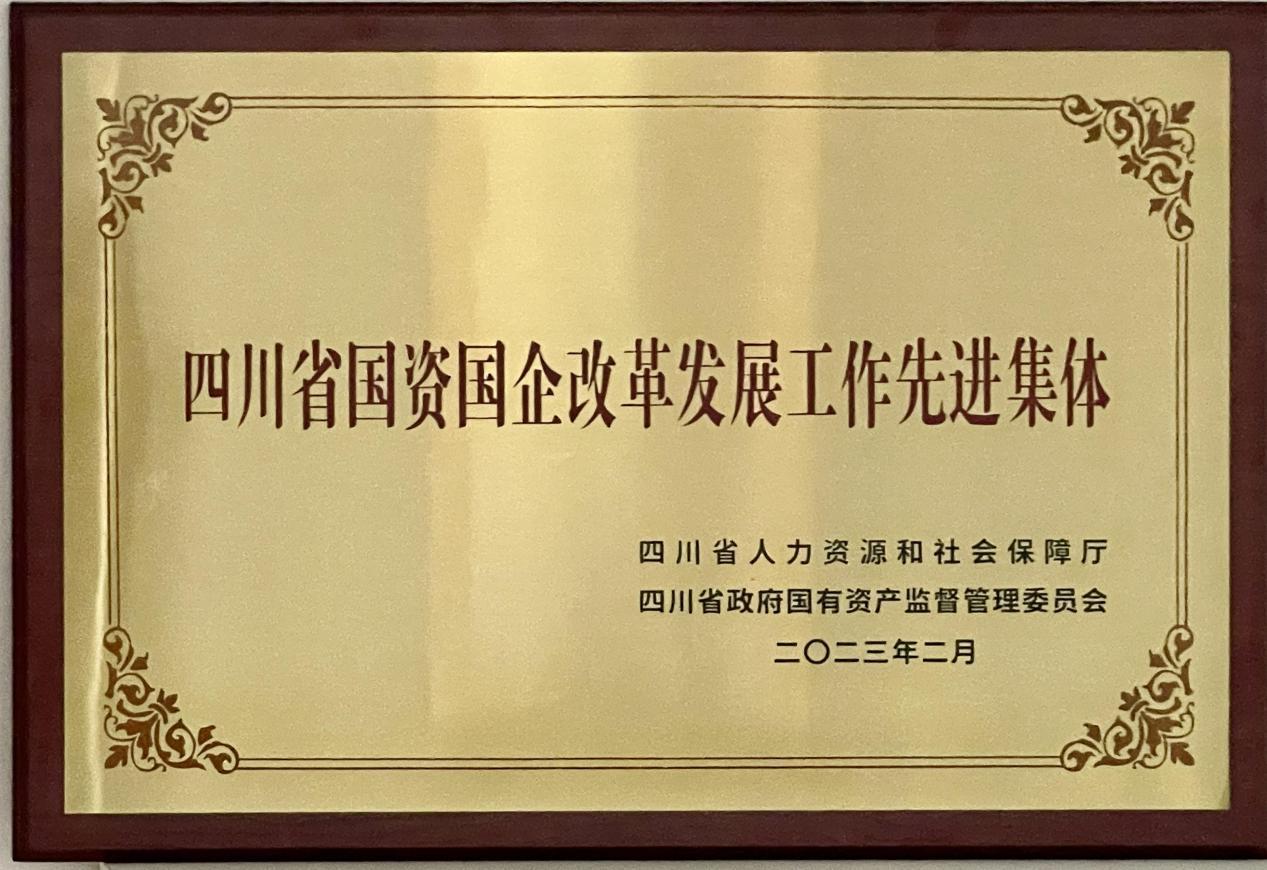 四川省国资国企改革发展工作先进集体
四川省人力资源和社会保障厅
四川省政府国有资产监督管理委员会
二〇二三年二月